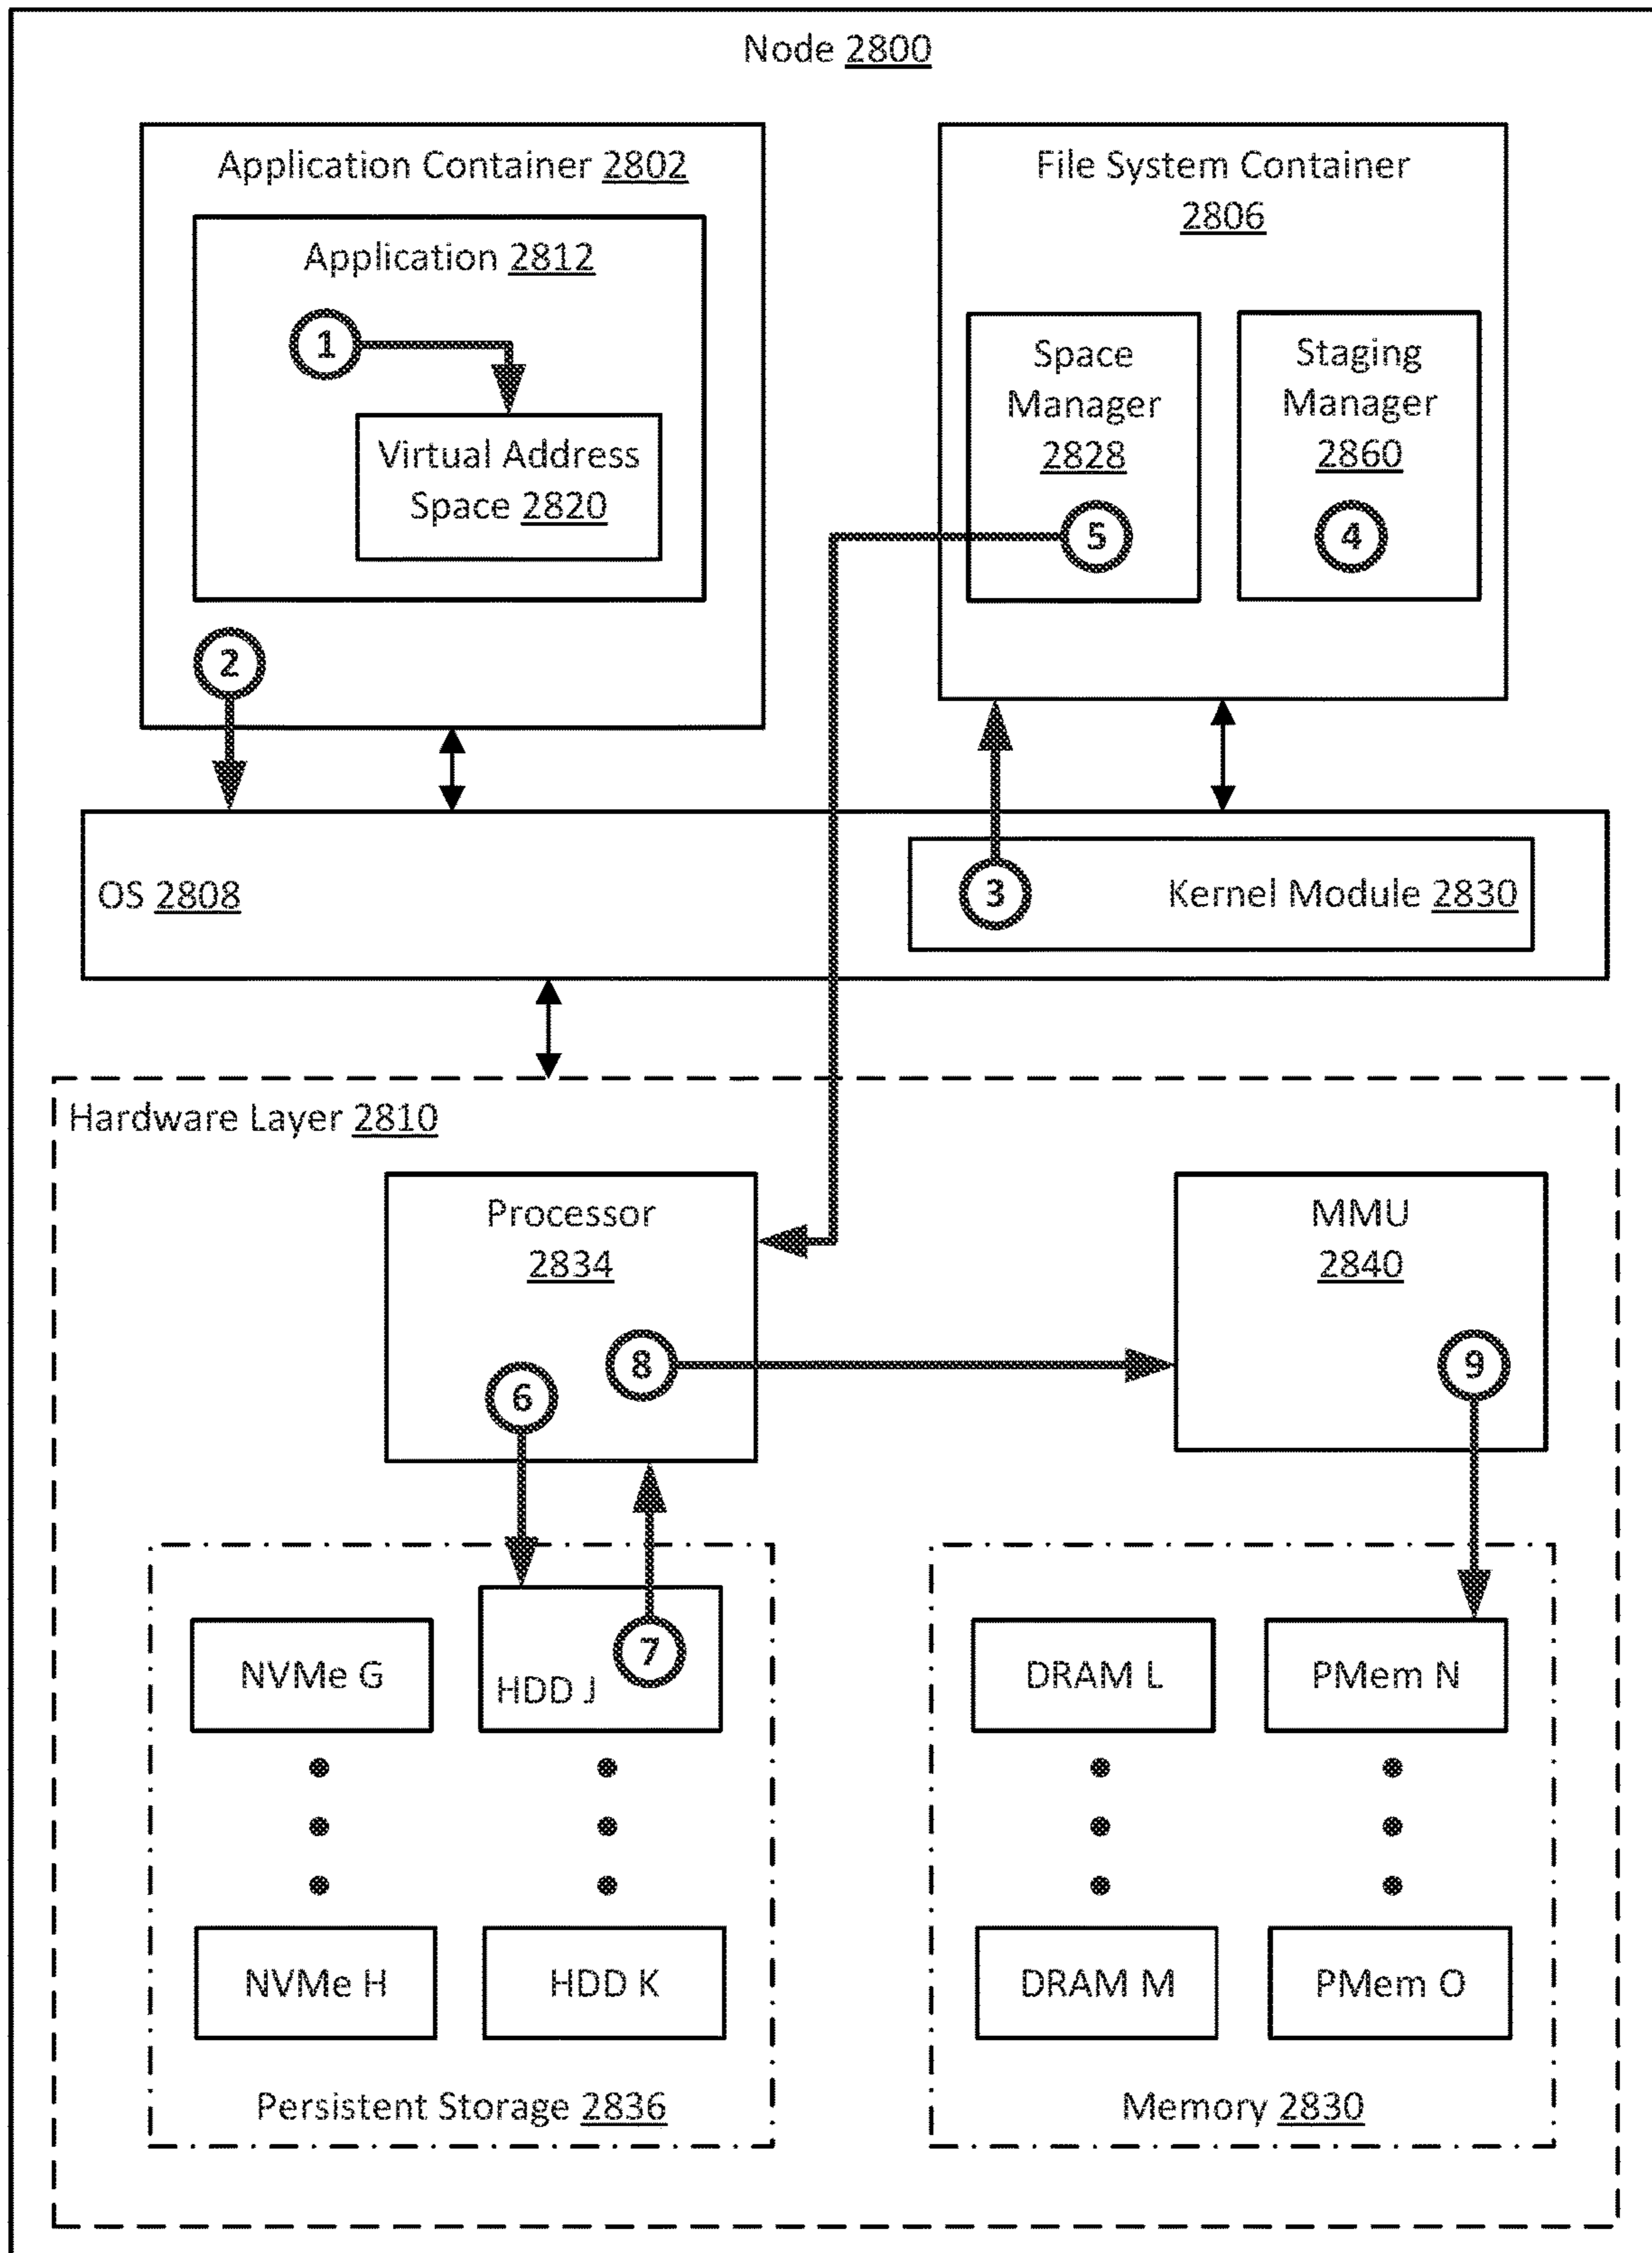 Node 2800
Application Container 2802
Application 2812
1
Virtual Address
Space 2820
2
File System Container
2806
Space
Manager
2828
5
Staging
Manager
2860
4
OS 2808
3
Kernel Module 2830
Hardware Layer 2810
Processor
2834
6
8
MMU
2840
9
NVMe G
HDD J
7
NVMe H
HDD K
Persistent Storage 2836
DRAM L
PMem N
DRAM M
PMem O
Memory 2830